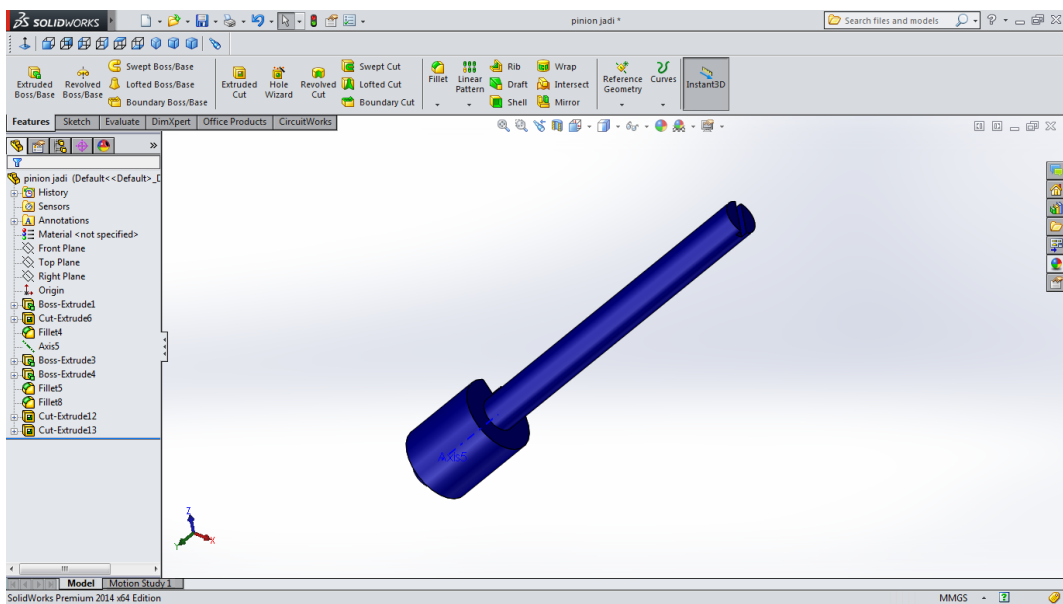 SOLIDWORKS
pinion jadi *
Search files and models
?
Extruded Boss/Base
Revolved Boss/Base
Swept Boss/Base
Lofted Boss/Base
Boundary Boss/Base
Extruded Cut
Hole Wizard
Revolved Cut
Swept Cut
Lofted Cut
Boundary Cut
Fillet
Linear Pattern
Rib
Draft
Shell
Wrap
Intersect
Mirror
Reference Geometry
Curves
Instant3D
Features Sketch Evaluate DimXpert Office Products CircuitWorks
»
pinion jadi (Default<<Default>_D
History
Sensors
A Annotations
Material <not specified>
Front Plane
Top Plane
Right Plane
Origin
Boss-Extrude1
Cut-Extrude6
Fillet4
Axis5
Boss-Extrude3
Boss-Extrude4
Fillet5
Fillet8
Cut-Extrude12
Cut-Extrude13
Axis5
Z
Y
X
Model Motion Study 1
SolidWorks Premium 2014 x64 Edition
MMGS - ?